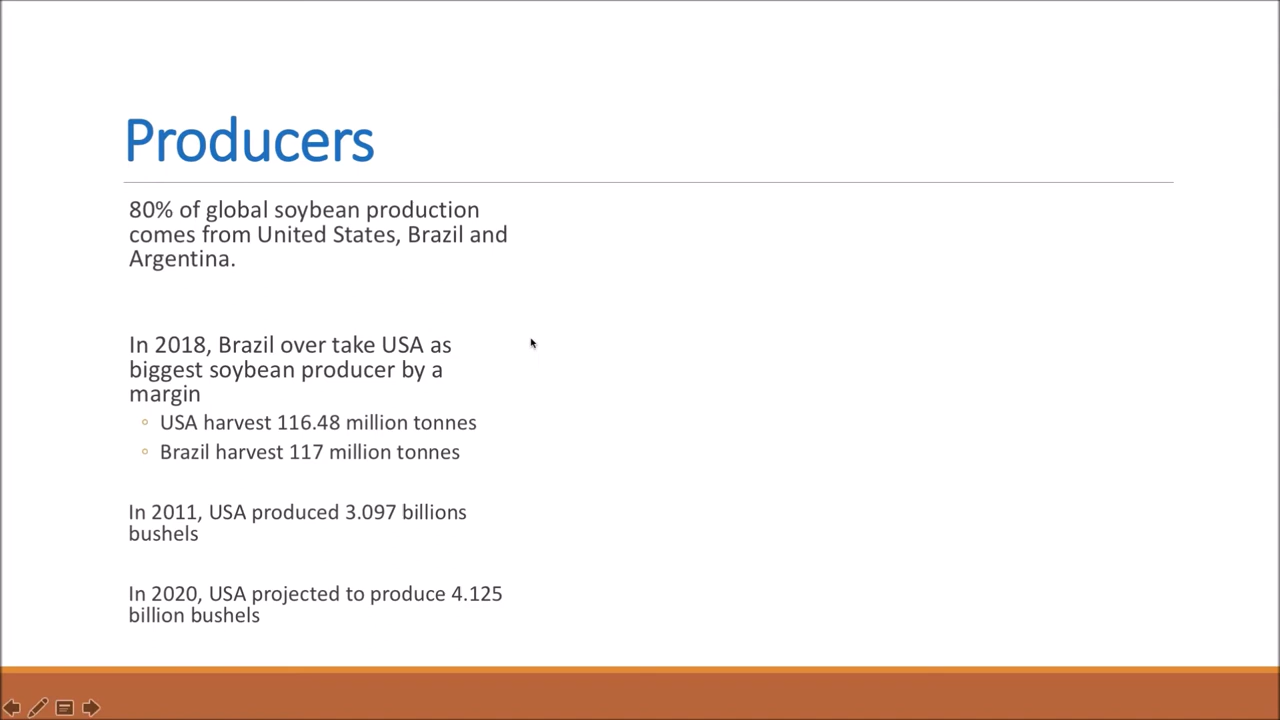 Producers
80% of global soybean production
comes from United States, Brazil and
Argentina.
In 2018, Brazil over take USA as
biggest soybean producer by a
margin
◦ USA harvest 116.48 million tonnes
◦ Brazil harvest 117 million tonnes
In 2011, USA produced 3.097 billions
bushels
In 2020, USA projected to produce 4.125
billion bushels